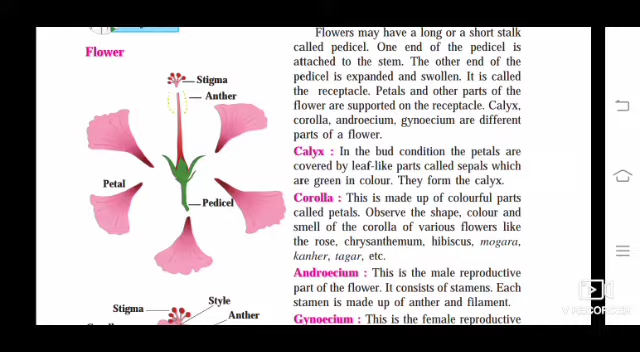 Flower
Stigma
Anther
Petal
Pedicel
Style
Stigma
Anther
Flowers may have a long or a short stalk
called pedicel. One end of the pedicel is
attached to the stem. The other end of the
pedicel is expanded and swollen. It is called
the receptacle. Petals and other parts of the
flower are supported on the receptacle. Calyx,
corolla, androecium, gynoecium are different
parts of a flower.
Calyx : In the bud condition the petals are
covered by leaf-like parts called sepals which
are green in colour. They form the calyx.
Corolla : This is made up of colourful parts
called petals. Observe the shape, colour and
smell of the corolla of various flowers like
the rose, chrysanthemum, hibiscus, mogara,
kanher, tagar, etc.
Androecium : This is the male reproductive
part of the flower. It consists of stamens. Each
stamen is made up of anther and filament.
Gynoecium : This is the female reproductive
V RECORDER